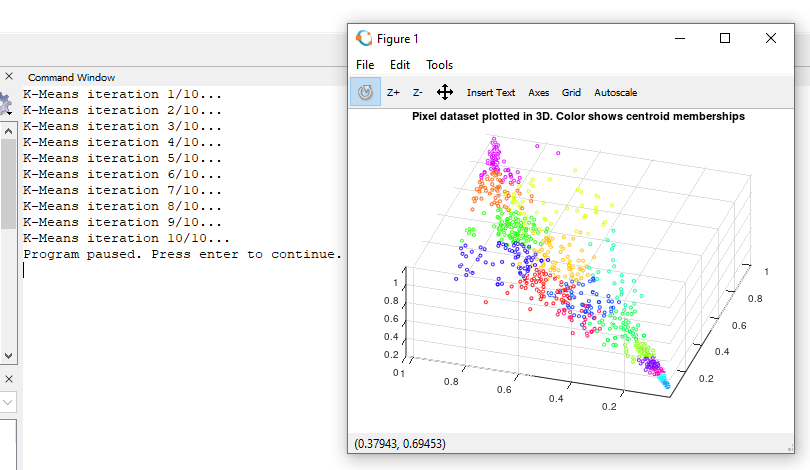 Figure 1
File Edit Tools
Z+ Z- Insert Text Axes Grid Autoscale
Command Window
K-Means iteration 1/10...
K-Means iteration 2/10...
K-Means iteration 3/10...
K-Means iteration 4/10...
K-Means iteration 5/10...
K-Means iteration 6/10...
K-Means iteration 7/10...
K-Means iteration 8/10...
K-Means iteration 9/10...
K-Means iteration 10/10...
Program paused. Press enter to continue.
Pixel dataset plotted in 3D. Color shows centroid memberships
1
0.8
0.6
0.4
0.2
01
0.8
0.6
0.4
0.2
0.2
0.4
0.6
0.8
1
(0.37943, 0.69453)